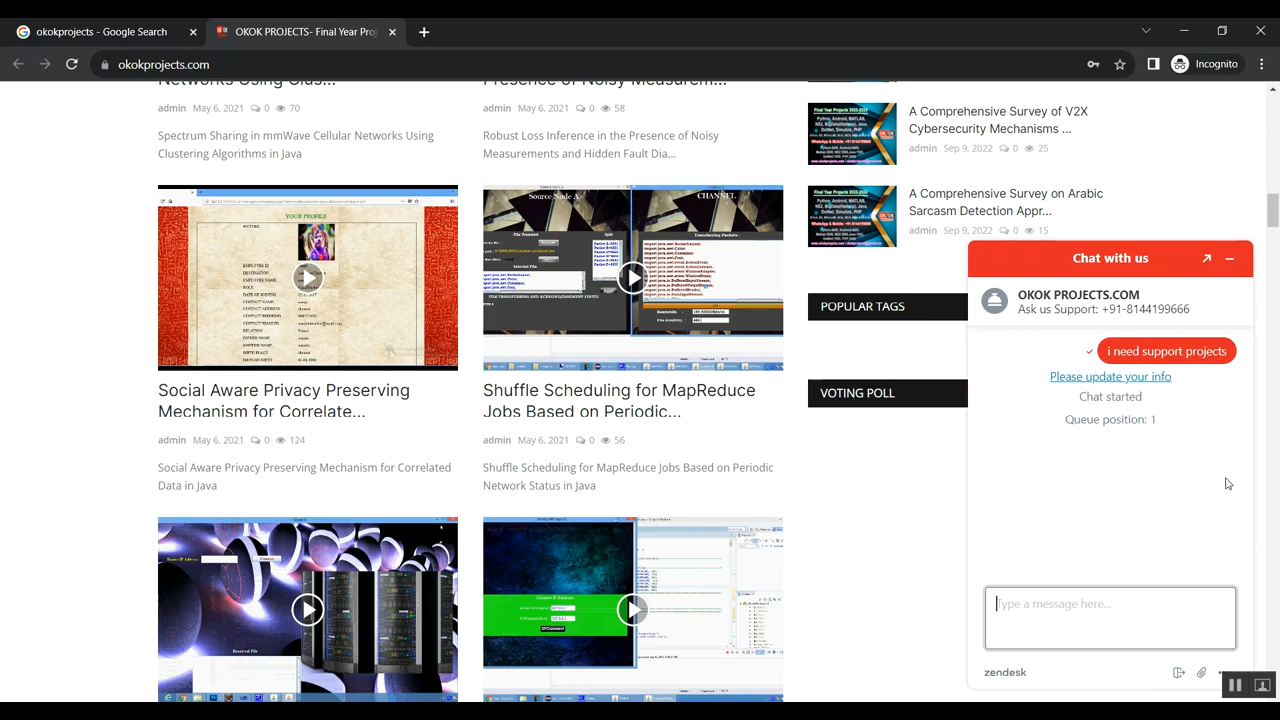 okokprojects - Google Search
OKOK PROJECTS- Final Year Pro
okokprojects.com
Incognito
Networks Using Glas...
Presence of Noisy Measurem...
admin May 6, 2021 0 70
admin May 6, 2021 0 58
Spectrum Sharing in mmWave Cellular Networks Using
Clustering Algorithms in Java
Robust Loss Inference in the Presence of Noisy
Measurements and Hidden Fault Dia...
YOUR PROFILE
Source Node A
CHANNEL
Social Aware Privacy Preserving
Mechanism for Correlate...
admin May 6, 2021 0 124
Social Aware Privacy Preserving Mechanism for Correlated
Data in Java
Shuffle Scheduling for MapReduce
Jobs Based on Periodic...
admin May 6, 2021 0 56
Shuffle Scheduling for MapReduce Jobs Based on Periodic
Network Status in Java
A Comprehensive Survey of V2X
Cybersecurity Mechanisms ...
admin Sep 9, 2022 0 25
A Comprehensive Survey on Arabic
Sarcasm Detection Appr...
admin Sep 9, 2022 0 15
POPULAR TAGS
VOTING POLL
Chat with us
OKOK PROJECTS.COM
Ask us Support - +91 - 8144199666
i need support projects
Please update your info
Chat started
Queue position: 1
Type a message here...
zendesk